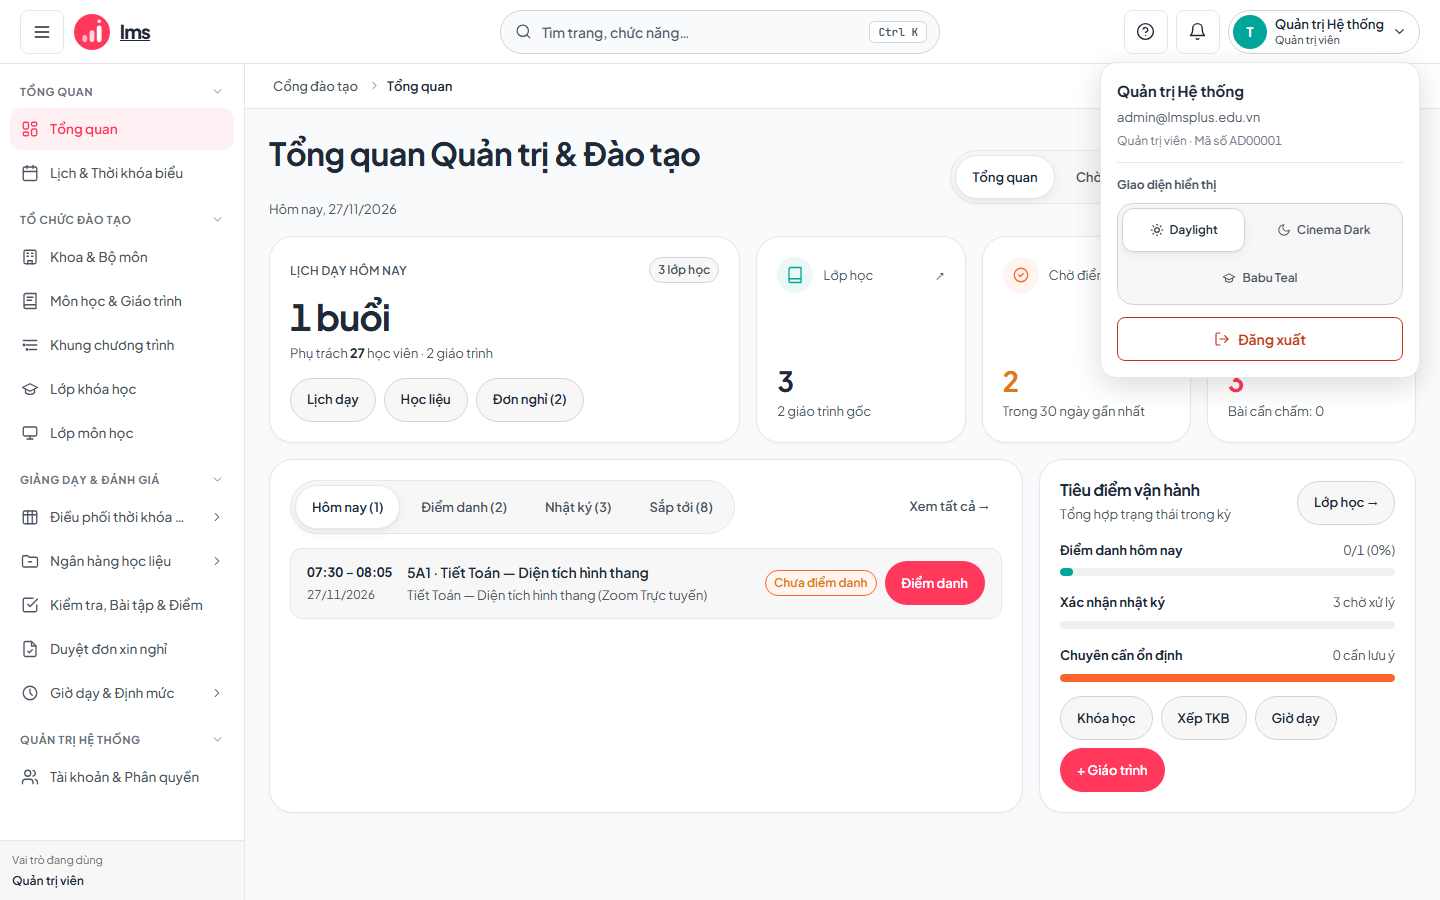 lms
Tìm trang, chức năng...
Ctrl K
T
Quản trị Hệ thống
Quản trị viên
TỔNG QUAN
Tổng quan
Lịch & Thời khóa biểu
TỔ CHỨC ĐÀO TẠO
Khoa & Bộ môn
Môn học & Giáo trình
Khung chương trình
Lớp khóa học
Lớp môn học
GIẢNG DẠY & ĐÁNH GIÁ
Điều phối thời khóa ...
Ngân hàng học liệu
Kiểm tra, Bài tập & Điểm
Duyệt đơn xin nghỉ
Giờ dạy & Định mức
QUẢN TRỊ HỆ THỐNG
Tài khoản & Phân quyền
Vai trò đang dùng
Quản trị viên
Cổng đào tạo > Tổng quan
Tổng quan Quản trị & Đào tạo
Hôm nay, 27/11/2026
Tổng quan
Quản trị Hệ thống
admin@lmsplus.edu.vn
Quản trị viên · Mã số AD00001
Giao diện hiển thị
Daylight
Cinema Dark
Babu Teal
Đăng xuất
LỊCH DẠY HÔM NAY
3 lớp học
1 buổi
Phụ trách 27 học viên · 2 giáo trình
Lịch dạy
Học liệu
Đơn nghỉ (2)
Lớp học
↗
3
2 giáo trình gốc
2
Trong 30 ngày gần nhất
3
Bài cần chấm: 0
Hôm nay (1)
Điểm danh (2)
Nhật ký (3)
Sắp tới (8)
Xem tất cả →
07:30 – 08:05
27/11/2026
5A1 · Tiết Toán — Diện tích hình thang
Tiết Toán — Diện tích hình thang (Zoom Trực tuyến)
Chưa điểm danh
Điểm danh
Tiêu điểm vận hành
Tổng hợp trạng thái trong kỳ
Lớp học →
Điểm danh hôm nay
0/1 (0%)
Xác nhận nhật ký
3 chờ xử lý
Chuyên cần ổn định
0 cần lưu ý
Khóa học
Xếp TKB
Giờ dạy
+ Giáo trình